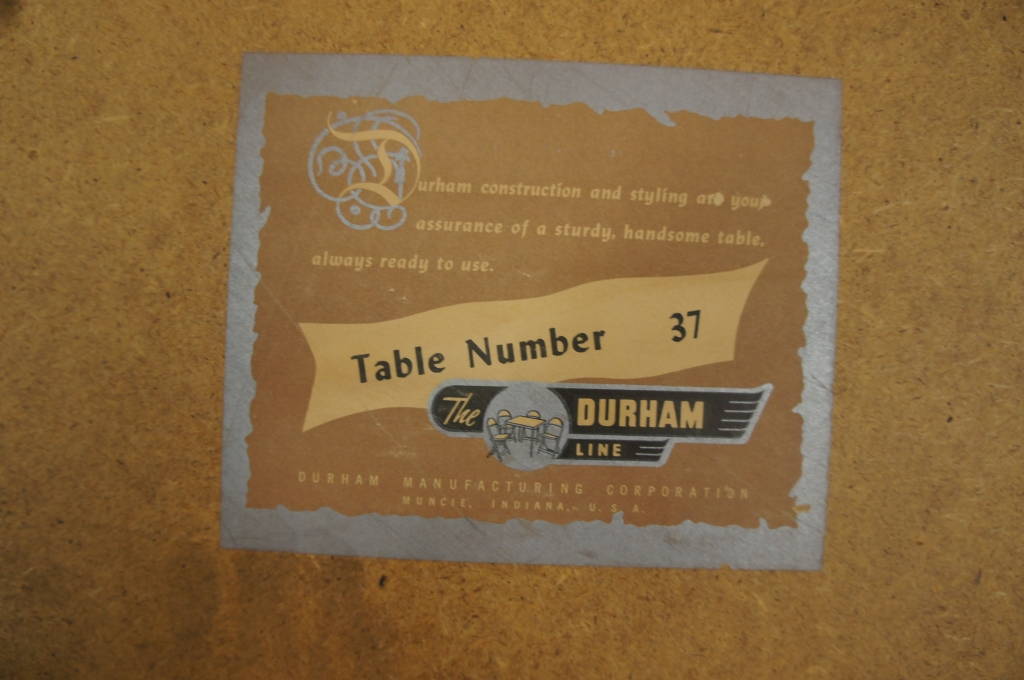 Durham construction and styling are your
assurance of a sturdy, handsome table,
always ready to use.
Table Number 37
The DURHAM
LINE
DURHAM MANUFACTURING CORPORATION
MUNCIE, INDIANA, U.S.A.